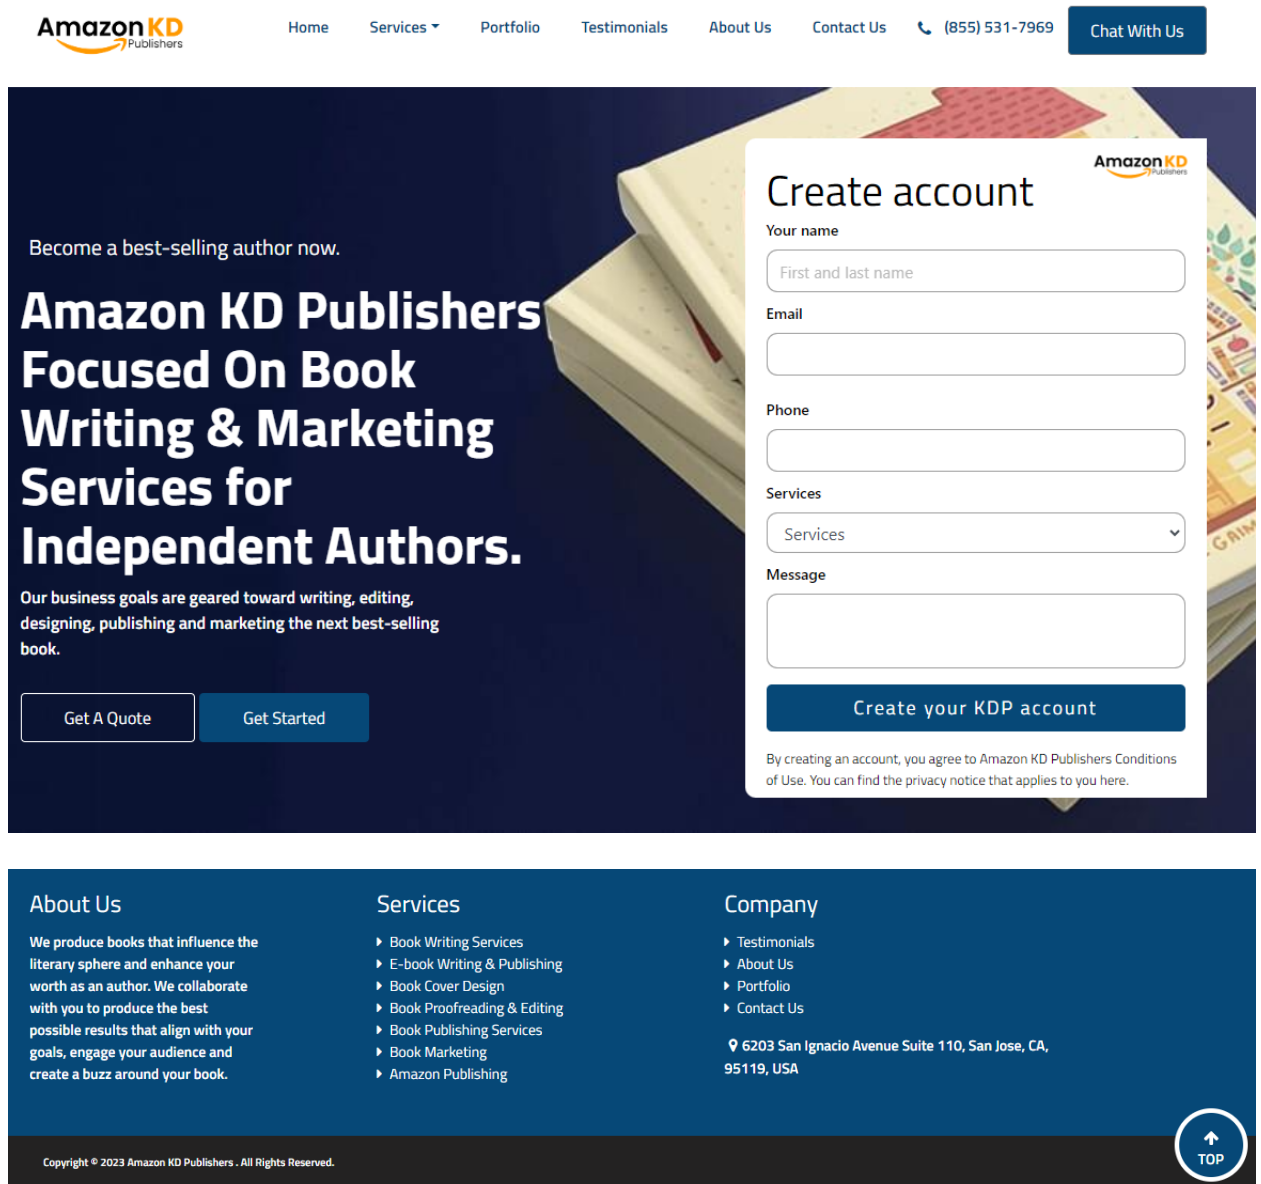 Amazon KD
Publishers
Home
Services
Portfolio
Testimonials
About Us
Contact Us
(855) 531-7969
Chat With Us
Become a best-selling author now.
Amazon KD Publishers
Focused On Book
Writing & Marketing
Services for
Independent Authors.
Our business goals are geared toward writing, editing,
designing, publishing and marketing the next best-selling
book.
Get A Quote
Get Started
Amazon KD
Publishers
Create account
Your name
First and last name
Email
Phone
Services
Services
Message
Create your KDP account
By creating an account, you agree to Amazon KD Publishers Conditions
of Use. You can find the privacy notice that applies to you here.
About Us
We produce books that influence the
literary sphere and enhance your
worth as an author. We collaborate
with you to produce the best
possible results that align with your
goals, engage your audience and
create a buzz around your book.
Services
Book Writing Services
E-book Writing & Publishing
Book Cover Design
Book Proofreading & Editing
Book Publishing Services
Book Marketing
Amazon Publishing
Company
Testimonials
About Us
Portfolio
Contact Us
6203 San Ignacio Avenue Suite 110, San Jose, CA,
95119, USA
Copyright © 2023 Amazon KD Publishers . All Rights Reserved.
TOP